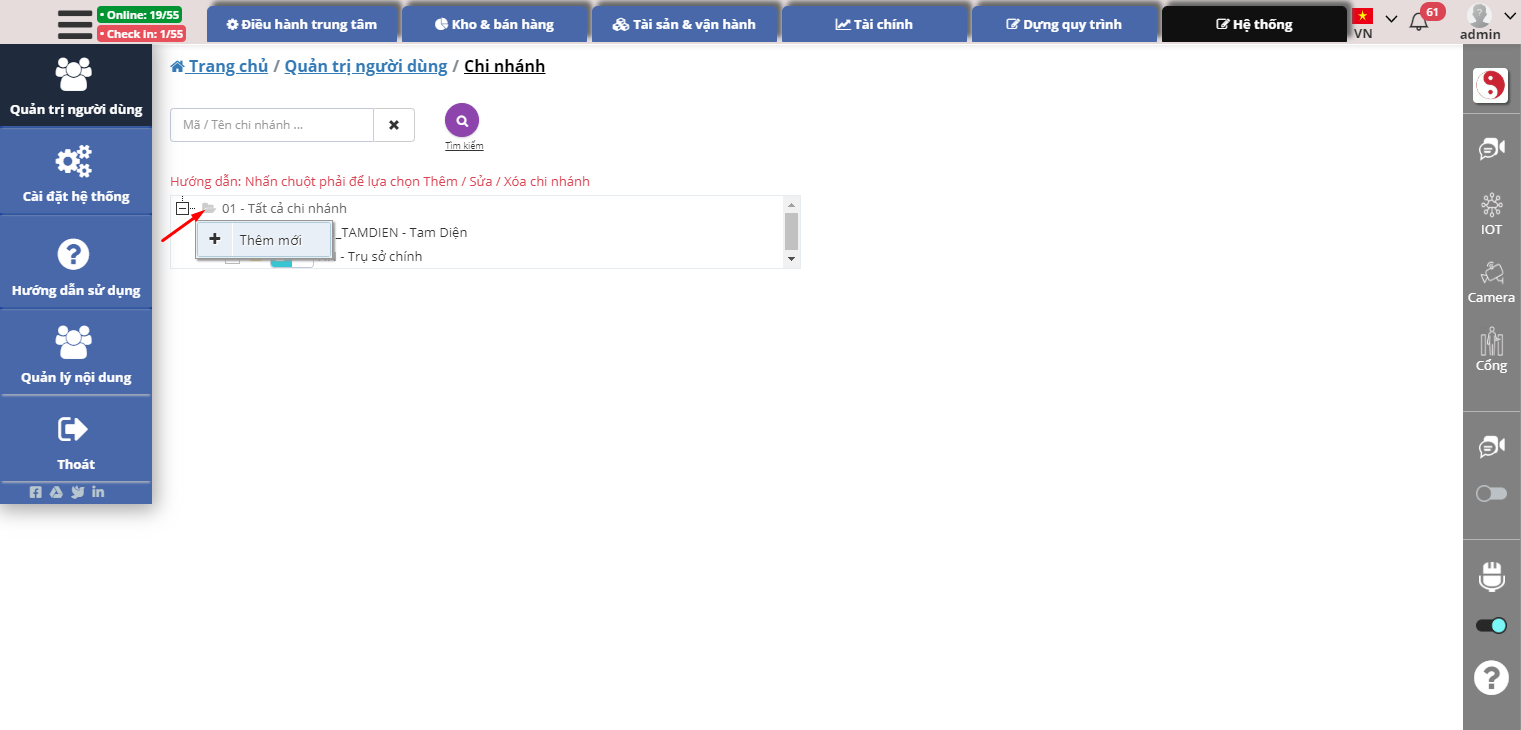 • Online: 19/55
• Check in: 1/55
Điều hành trung tâm
Kho & bán hàng
Tài sản & vận hành
Tài chính
Dựng quy trình
Hệ thống
VN
61
admin
Quản trị người dùng
Cài đặt hệ thống
Hướng dẫn sử dụng
Quản lý nội dung
Thoát
Trang chủ / Quản trị người dùng / Chi nhánh
Mã / Tên chi nhánh ...
Tìm kiếm
Hướng dẫn: Nhấn chuột phải để lựa chọn Thêm / Sửa / Xóa chi nhánh
01 - Tất cả chi nhánh
Thêm mới
_TAMDIEN - Tam Diện
- Trụ sở chính
IOT
Camera
Cổng